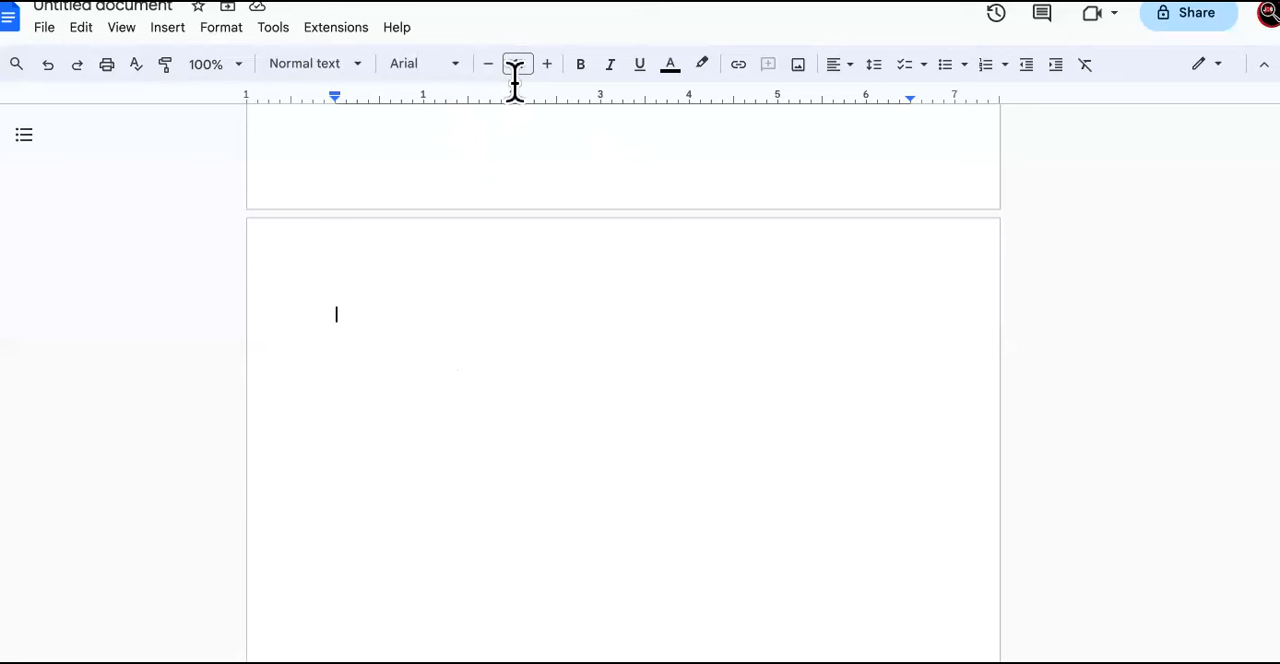 Untitled document
File Edit View Insert Format Tools Extensions Help
Share
100% Normal text Arial − + B I U A
1 1 3 4 5 6 7